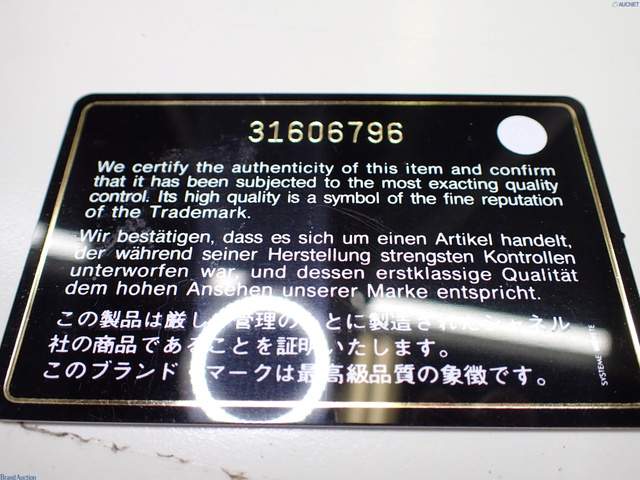 AUCNET
31606796
We certify the authenticity of this item and confirm
that it has been subjected to the most exacting quality
control. Its high quality is a symbol of the fine reputation
of the Trademark.
Wir bestätigen, dass es sich um einen Artikel handelt,
der während seiner Herstellung strengsten Kontrollen
unterworfen war, und dessen erstklassige Qualität
dem hohen Ansehen unserer Marke entspricht.
この製品は厳しい管理のもとに製造されたシャネル
社の商品であることを証明いたします。
このブランド・マークは最高級品質の象徴です。
SYSTEME
BrandAuction